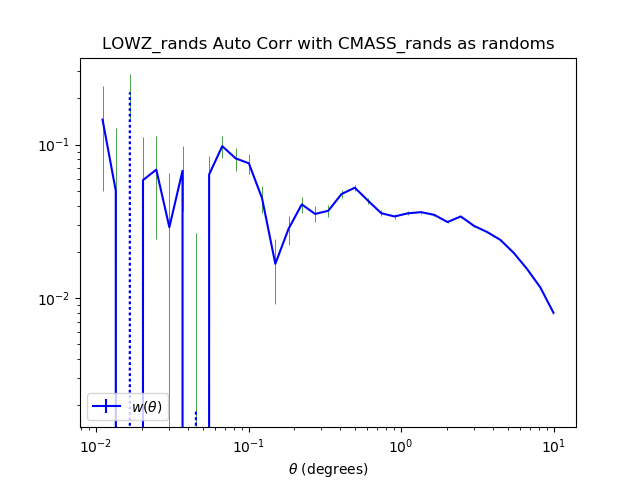 LOWZ_rands Auto Corr with CMASS_rands as randoms
10⁻¹
10⁻²
w(θ)
10⁻² 10⁻¹ 10⁰ 10¹
θ (degrees)